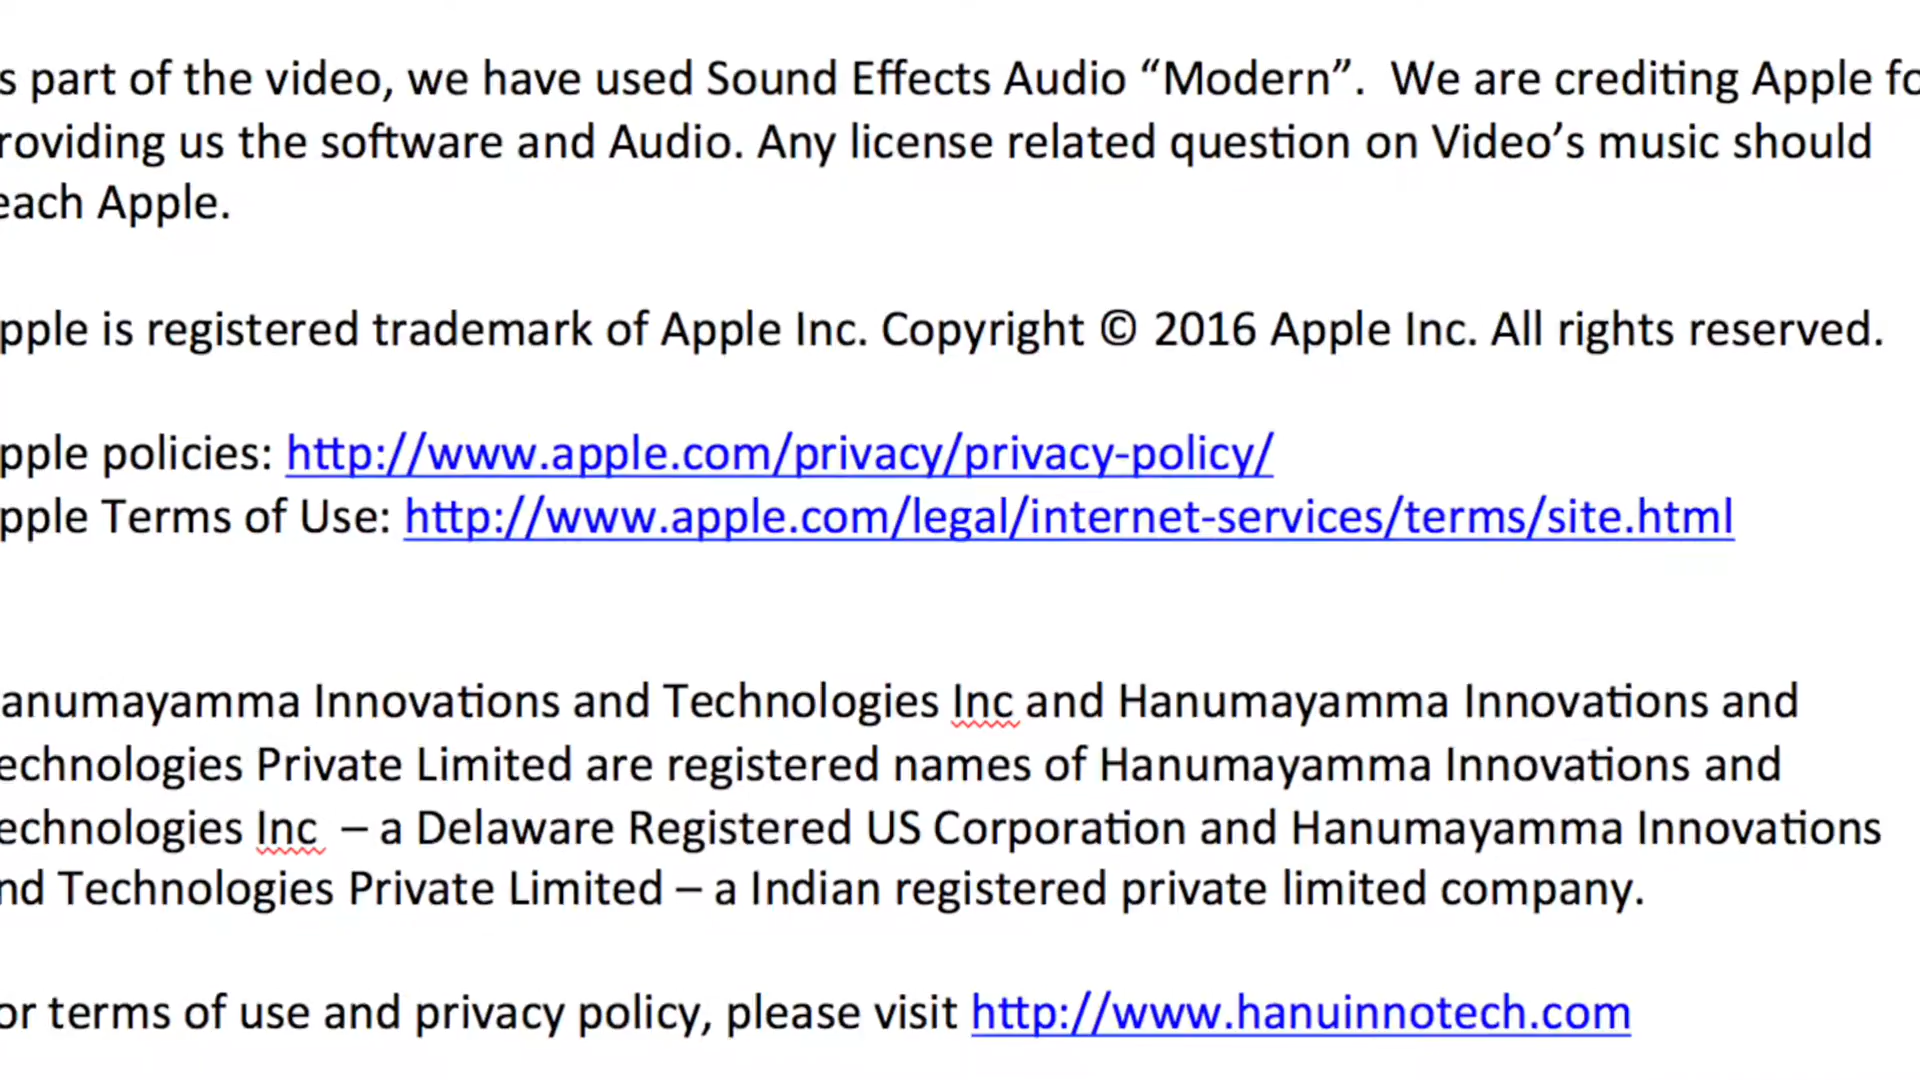 s part of the video, we have used Sound Effects Audio “Modern”.  We are crediting Apple fo
roviding us the software and Audio. Any license related question on Video’s music should
each Apple.
pple is registered trademark of Apple Inc. Copyright © 2016 Apple Inc. All rights reserved.
pple policies: http://www.apple.com/privacy/privacy-policy/
pple Terms of Use: http://www.apple.com/legal/internet-services/terms/site.html
anumayamma Innovations and Technologies Inc and Hanumayamma Innovations and
echnologies Private Limited are registered names of Hanumayamma Innovations and
echnologies Inc  – a Delaware Registered US Corporation and Hanumayamma Innovations
nd Technologies Private Limited – a Indian registered private limited company.
or terms of use and privacy policy, please visit http://www.hanuinnotech.com